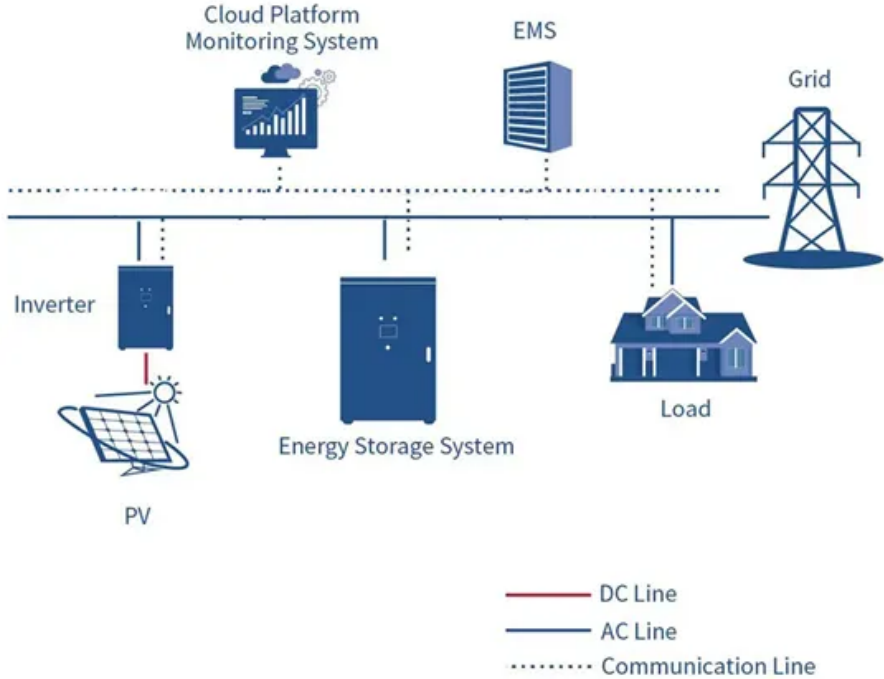 Cloud Platform
Monitoring System
EMS
Grid
Inverter
Load
Energy Storage System
PV
DC Line
AC Line
Communication Line